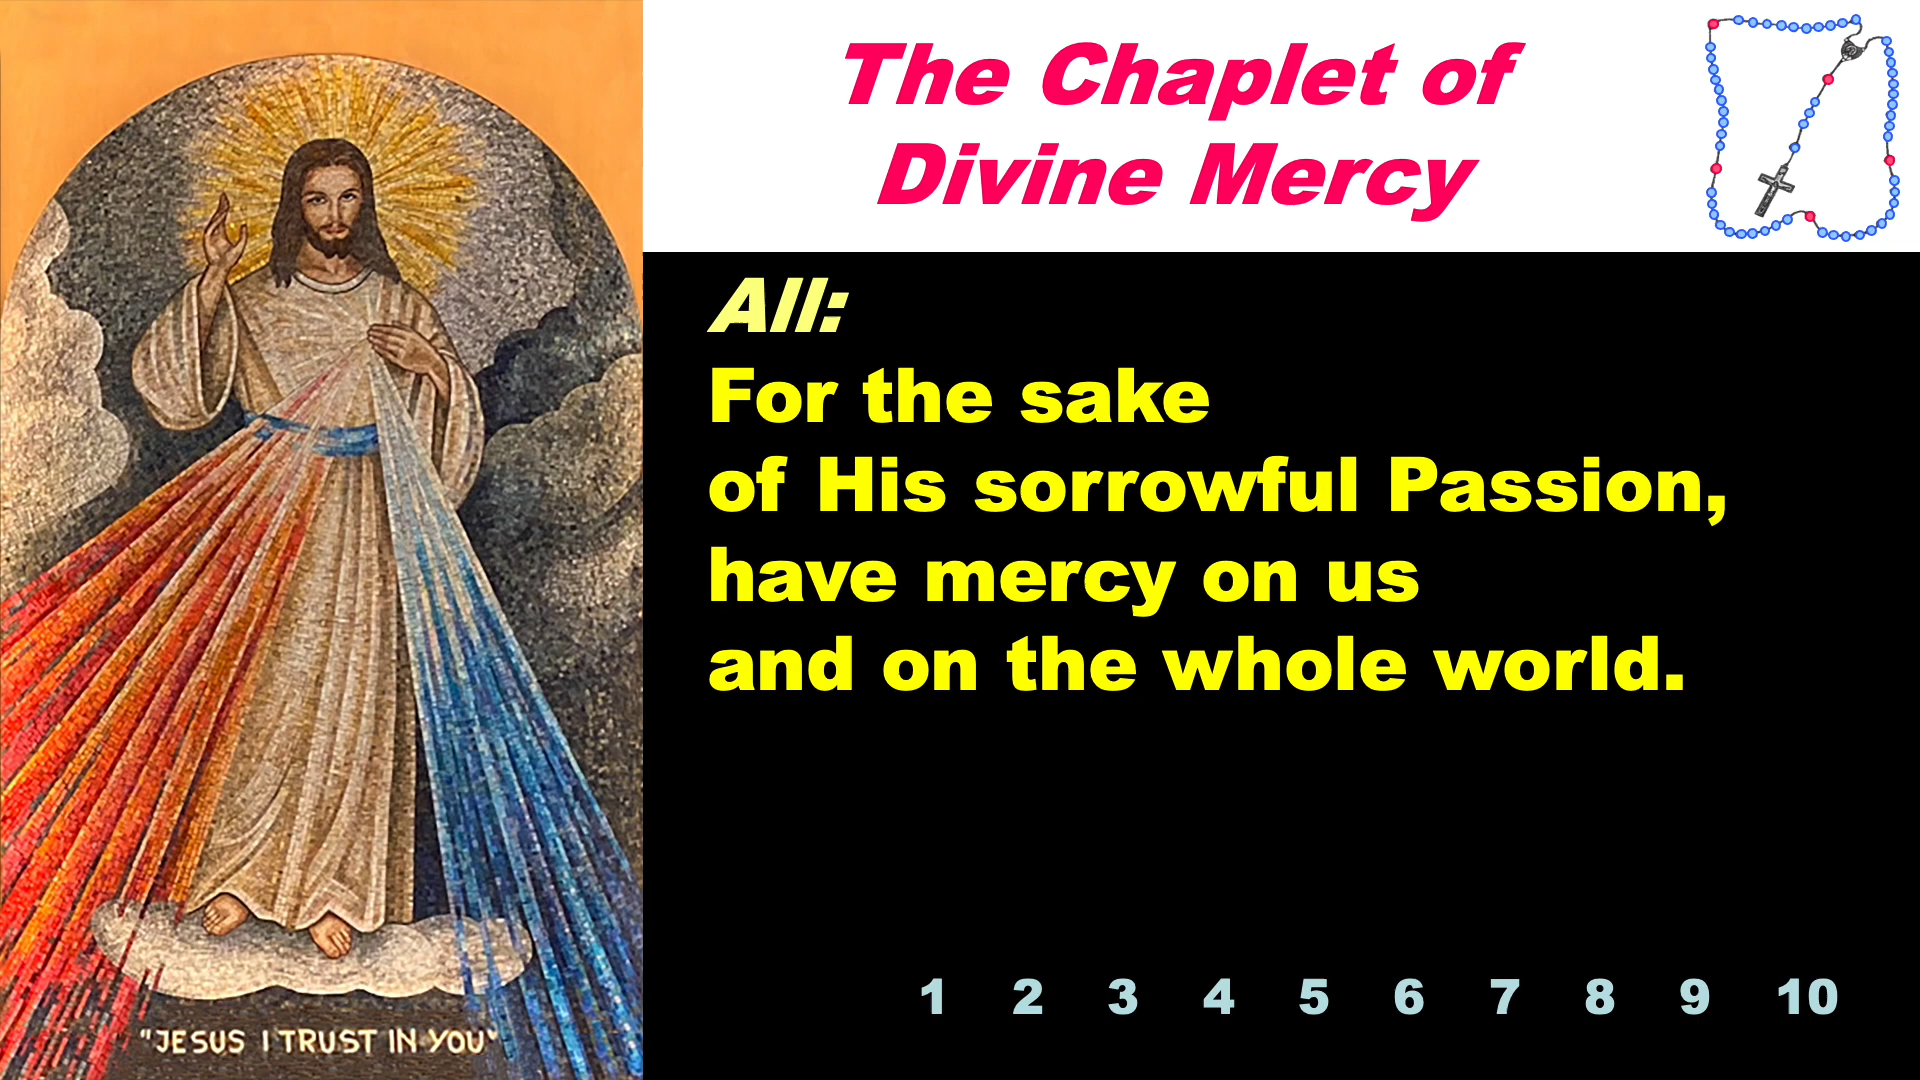 The Chaplet of
Divine Mercy
All:
For the sake
of His sorrowful Passion,
have mercy on us
and on the whole world.
1 2 3 4 5 6 7 8 9 10
"JESUS I TRUST IN YOU"